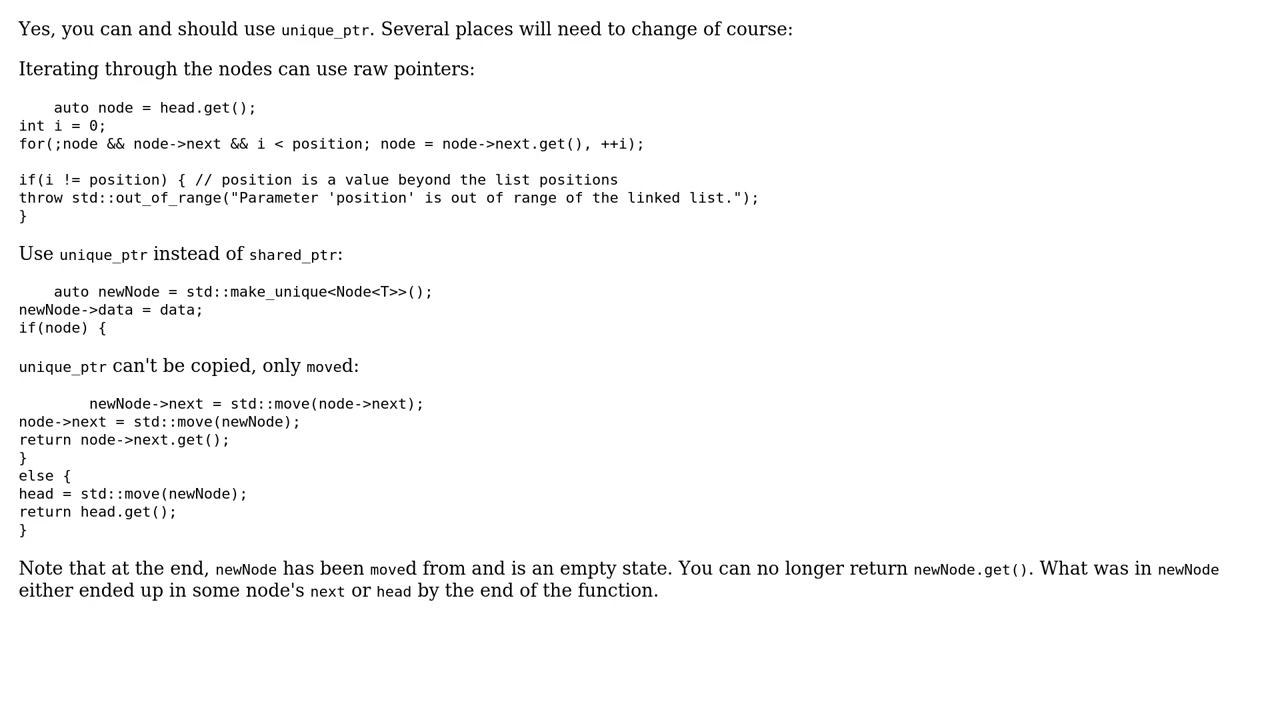 Yes, you can and should use unique_ptr. Several places will need to change of course:
Iterating through the nodes can use raw pointers:
auto node = head.get();
int i = 0;
for(;node && node->next && i < position; node = node->next.get(), ++i);
if(i != position) { // position is a value beyond the list positions
throw std::out_of_range("Parameter 'position' is out of range of the linked list.");
}
Use unique_ptr instead of shared_ptr:
auto newNode = std::make_unique<Node<T>>();
newNode->data = data;
if(node) {
unique_ptr can't be copied, only moved:
newNode->next = std::move(node->next);
node->next = std::move(newNode);
return node->next.get();
}
else {
head = std::move(newNode);
return head.get();
}
Note that at the end, newNode has been moved from and is an empty state. You can no longer return newNode.get(). What was in newNode
either ended up in some node's next or head by the end of the function.